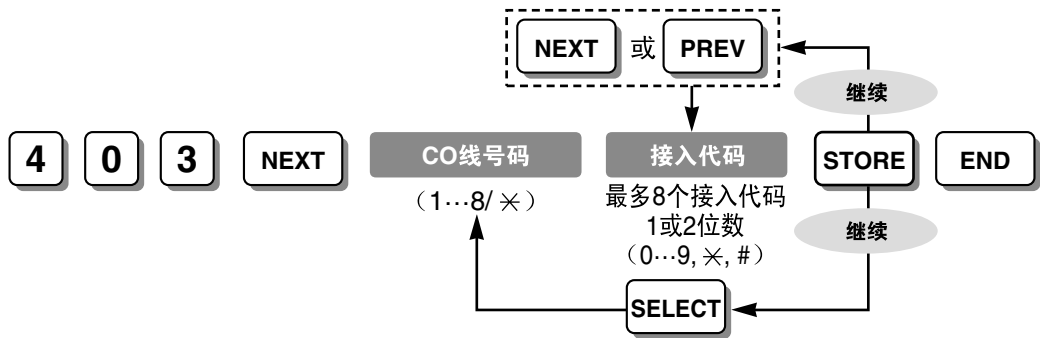 NEXT 或 PREV
继续
4 0 3 NEXT CO线号码 接入代码 STORE END
（1…8/ ✳）
最多8个接入代码
1或2位数
（0…9, ✳, #）
继续
SELECT